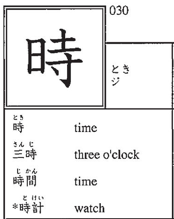 030
時
とき
ジ
とき
時 time
さんじ
三時 three o'clock
じかん
時間 time
とけい
*時計 watch